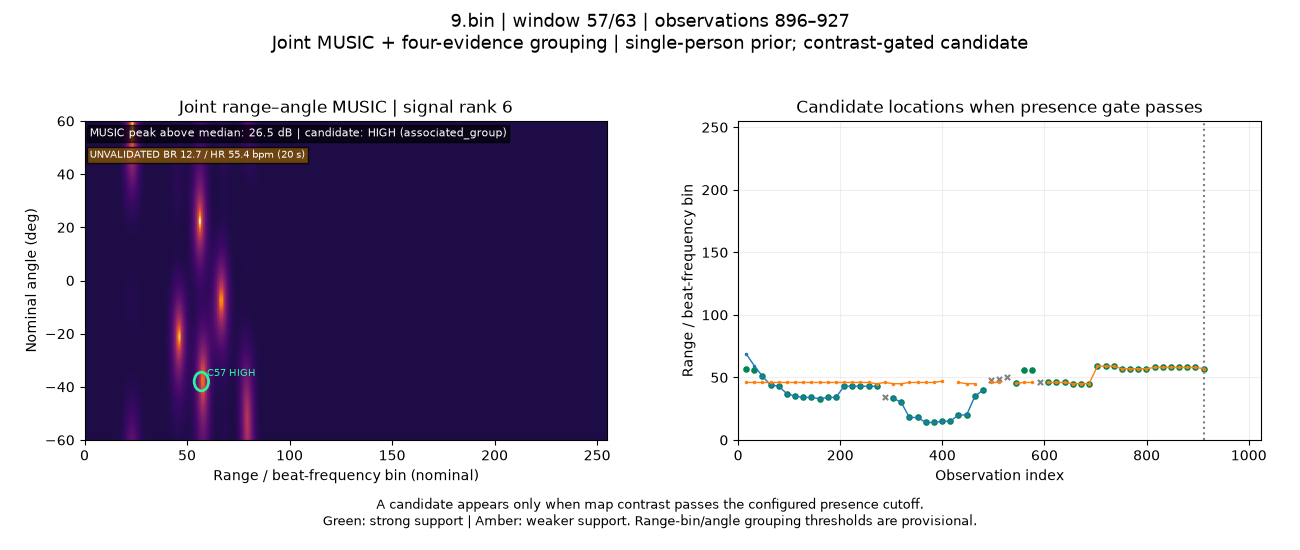 9.bin | window 57/63 | observations 896–927
Joint MUSIC + four-evidence grouping | single-person prior; contrast-gated candidate
Joint range–angle MUSIC | signal rank 6
MUSIC peak above median: 26.5 dB | candidate: HIGH (associated_group)
UNVALIDATED BR 12.7 / HR 55.4 bpm (20 s)
C57 HIGH
Nominal angle (deg)
60
40
20
0
−20
−40
−60
0
50
100
150
200
250
Range / beat-frequency bin (nominal)
Candidate locations when presence gate passes
Range / beat-frequency bin
250
200
150
100
50
0
0
200
400
600
800
1000
Observation index
A candidate appears only when map contrast passes the configured presence cutoff.
Green: strong support | Amber: weaker support. Range-bin/angle grouping thresholds are provisional.